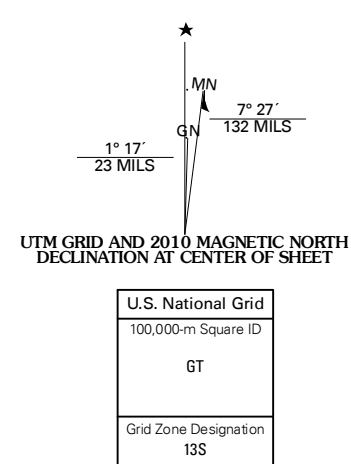 ★
MN
7° 27´
132 MILS
GN
1° 17´
23 MILS
UTM GRID AND 2010 MAGNETIC NORTH
DECLINATION AT CENTER OF SHEET
U.S. National Grid
100,000-m Square ID
GT
Grid Zone Designation
13S